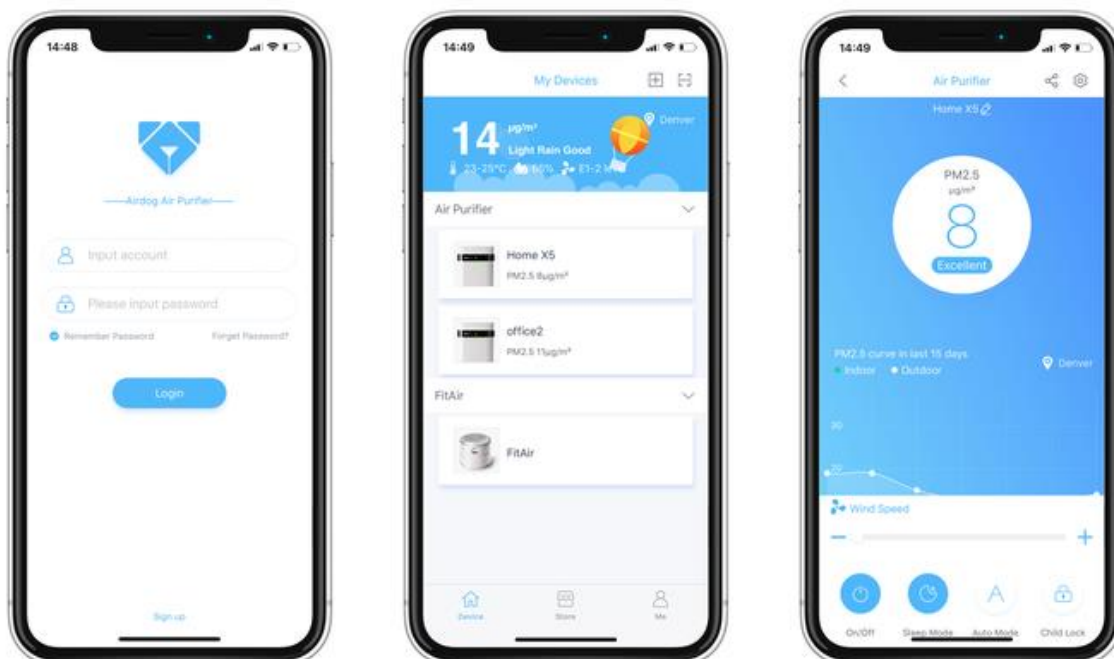 14:48
Airdog Air Purifier
Input account
Please input password
Remember Password
Forget Password?
Login
Sign up
14:49
My Devices
14 μg/m³
Denver
Light Rain Good
23-25°C
Air Purifier
Home X5
PM2.5 8μg/m³
office2
PM2.5 11μg/m³
FitAir
FitAir
Device
Store
Me
14:49
Air Purifier
Home X5
PM2.5
μg/m³
8
Excellent
PM2.5 curve in last 15 days
Indoor
Outdoor
Denver
Wind Speed
On/Off
Sleep Mode
Auto Mode
Child Lock